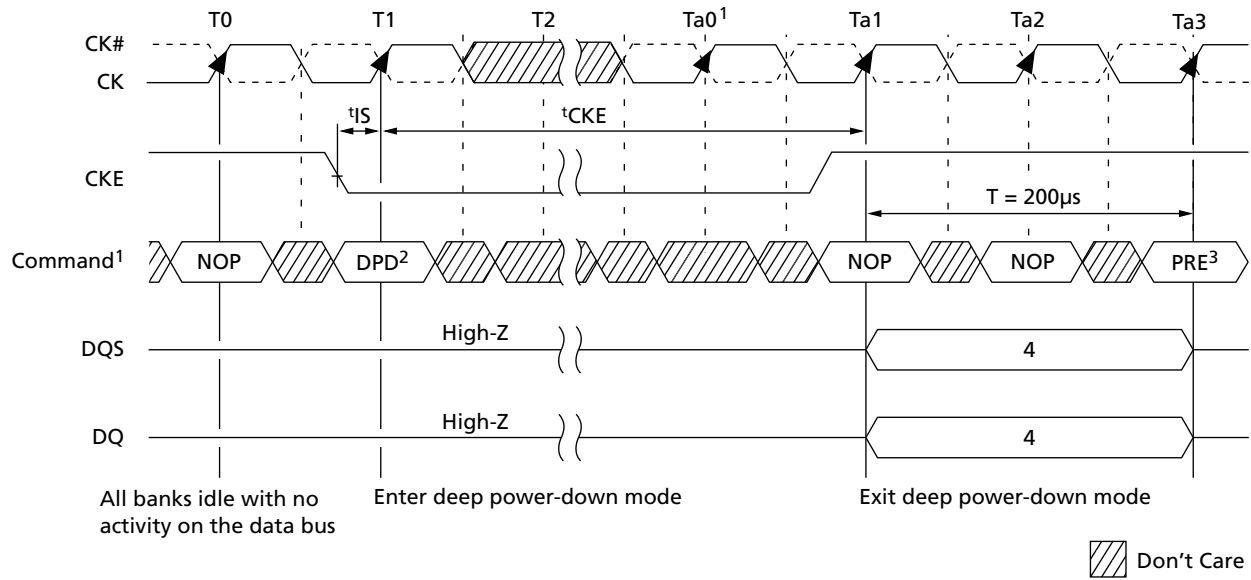 T0 T1 T2 Ta0¹ Ta1 Ta2 Ta3
CK#
CK
tIS tCKE
CKE
T = 200µs
Command¹ NOP DPD² NOP NOP PRE³
High-Z
DQS 4
High-Z
DQ 4
All banks idle with no
activity on the data bus
Enter deep power-down mode
Exit deep power-down mode
Don't Care